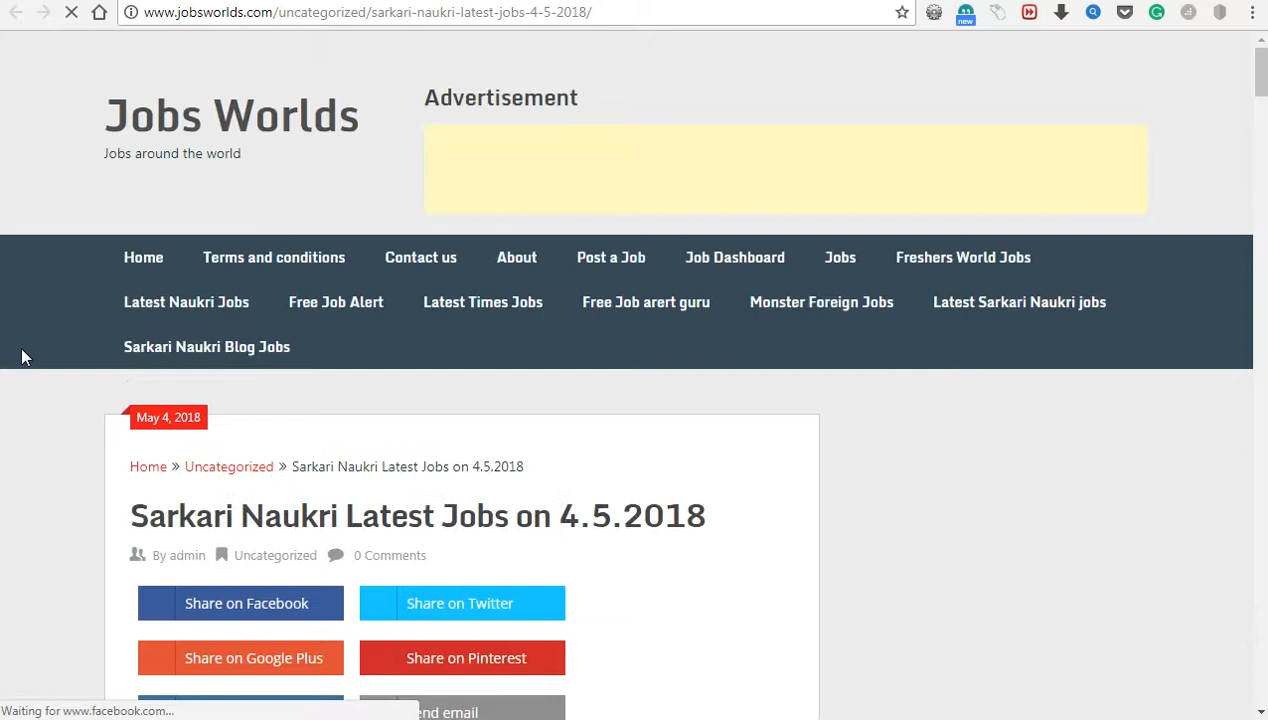 www.jobsworlds.com/uncategorized/sarkari-naukri-latest-jobs-4-5-2018/
new
Jobs Worlds
Jobs around the world
Advertisement
Home Terms and conditions Contact us About Post a Job Job Dashboard Jobs Freshers World Jobs
Latest Naukri Jobs Free Job Alert Latest Times Jobs Free Job arert guru Monster Foreign Jobs Latest Sarkari Naukri jobs
Sarkari Naukri Blog Jobs
May 4, 2018
Home » Uncategorized » Sarkari Naukri Latest Jobs on 4.5.2018
Sarkari Naukri Latest Jobs on 4.5.2018
By admin Uncategorized 0 Comments
Share on Facebook Share on Twitter
Share on Google Plus Share on Pinterest
Waiting for www.facebook.com... end email